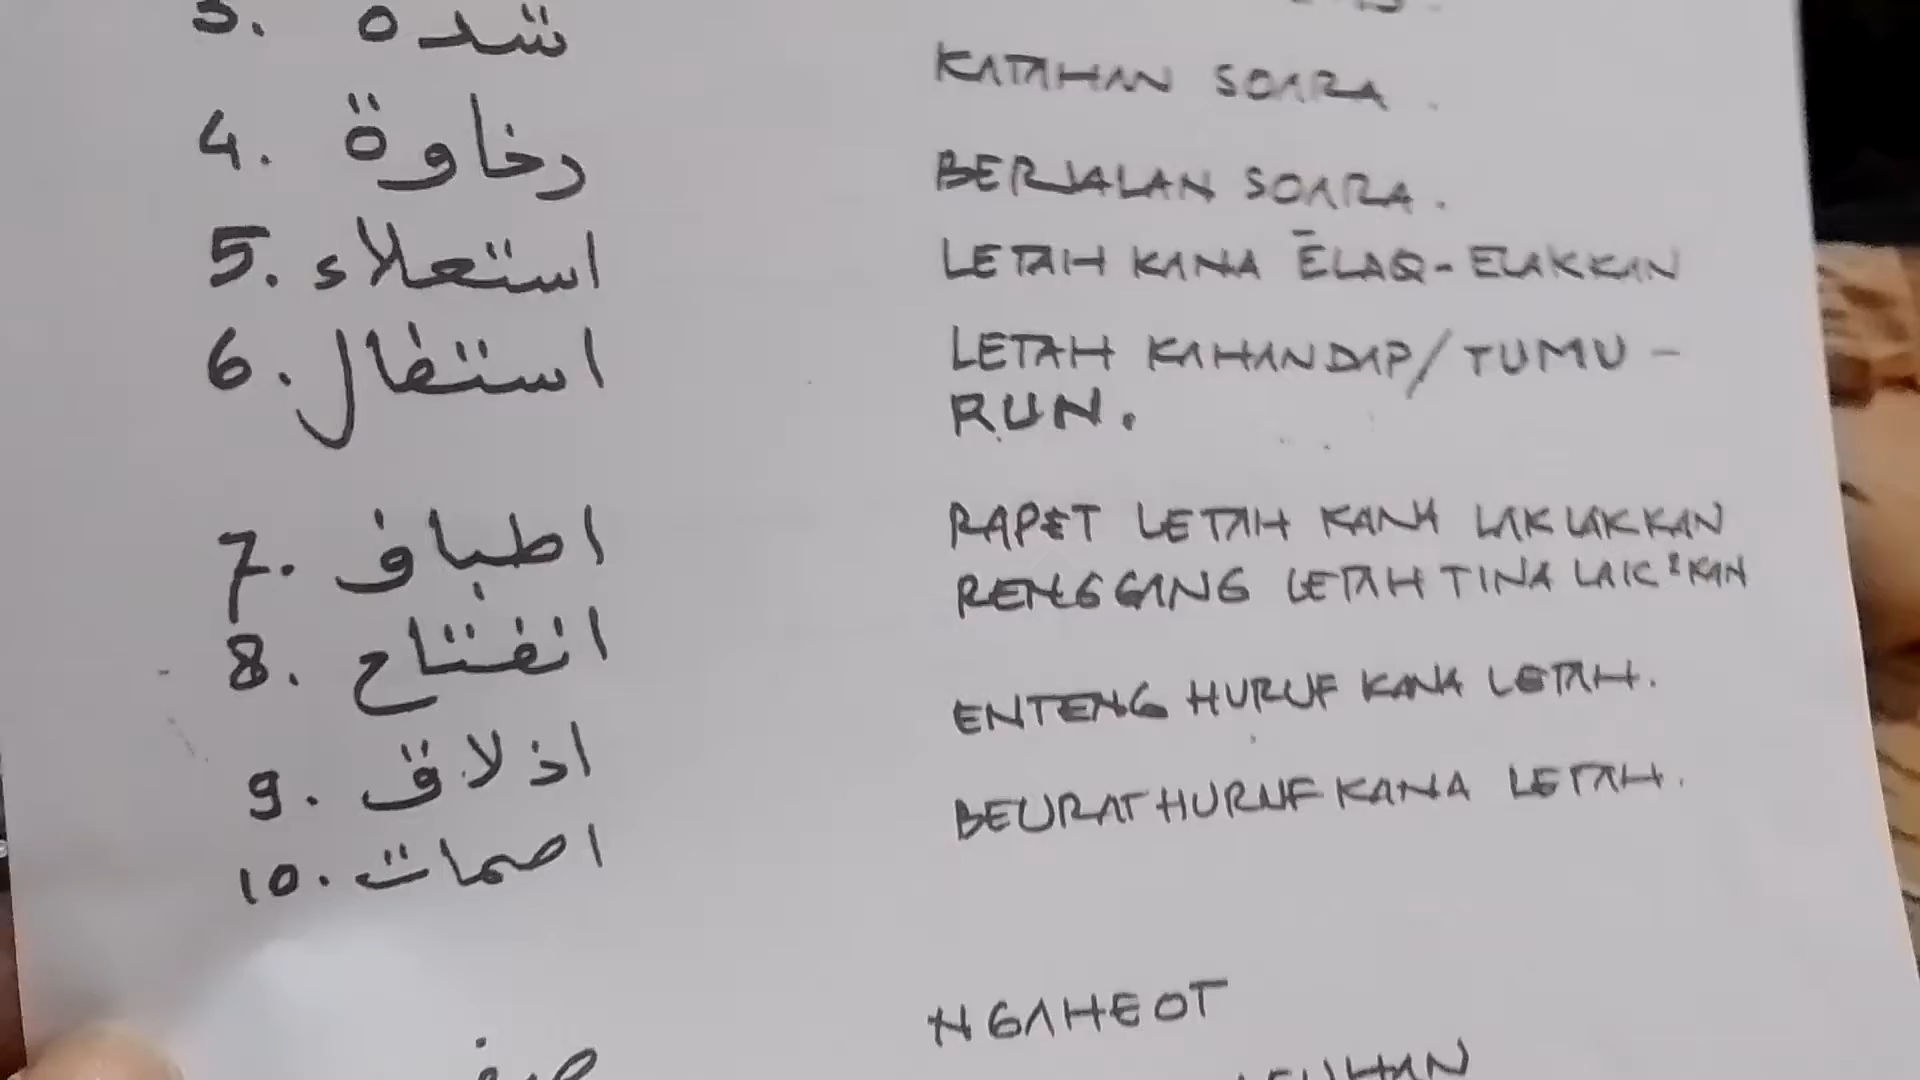 3. شدة
KATAHAN SOARA.
4. رخاوة
BERJALAN SOARA.
5. استعلاء
LETAH KANA ĒLAQ-ELAKKAN
6. استفال
LETAH KAHANDAP/TUMU-
RUN.
7. اطباف
RAPET LETAH KANA LAKLAKKAN
RENGGANG LETAH TINA LAK²KAN
8. انفتاح
ENTENG HURUF KANA LETAH.
9. اذلاق
BEURAT HURUF KANA LETAH.
10. اصمات
NGAHEOT